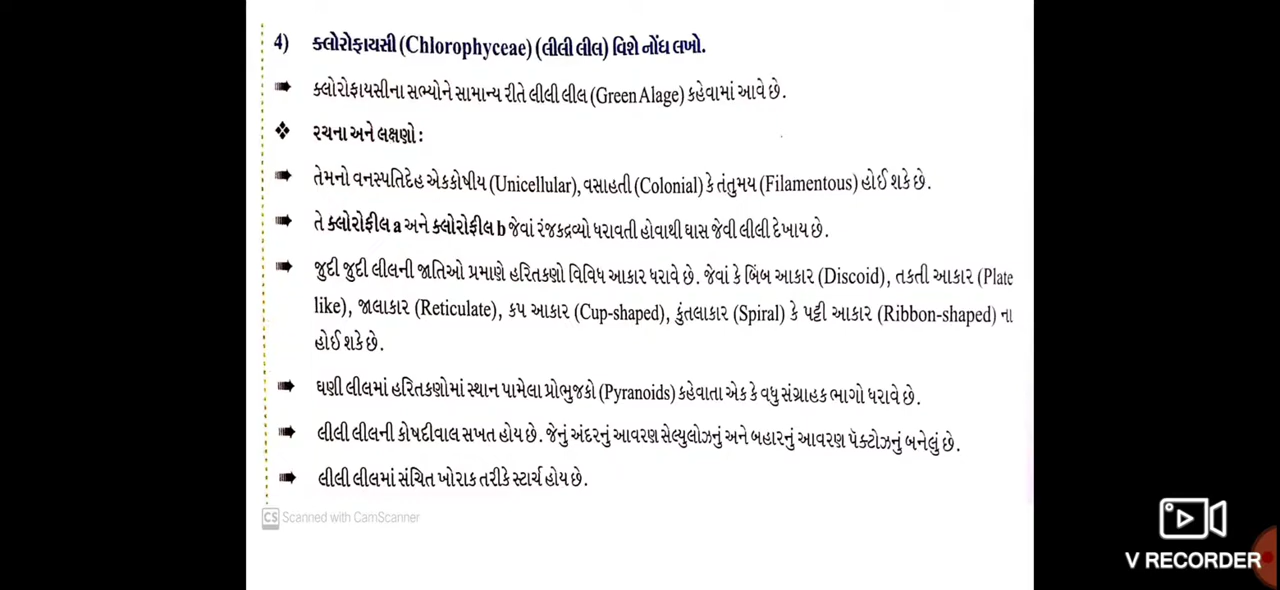 4) ક્લોરોફાયસી (Chlorophyceae) (લીલી લીલ) વિશે નોંધ લખો.
➠ ક્લોરોફાયસીના સભ્યોને સામાન્ય રીતે લીલી લીલ (Green Alage) કહેવામાં આવે છે.
❖ રચના અને લક્ષણો :
➠ તેમનો વનસ્પતિદેહ એકકોષીય (Unicellular), વસાહતી (Colonial) કે તંતુમય (Filamentous) હોઈ શકે છે.
➠ તે ક્લોરોફીલ a અને ક્લોરોફીલ b જેવાં રંજકદ્રવ્યો ધરાવતી હોવાથી ઘાસ જેવી લીલી દેખાય છે.
➠ જુદી જુદી લીલની જાતિઓ પ્રમાણે હરિતકણો વિવિધ આકાર ધરાવે છે. જેવાં કે બિંબ આકાર (Discoid), તકતી આકાર (Plate
like), જાલાકાર (Reticulate), કપ આકાર (Cup-shaped), કુંતલાકાર (Spiral) કે પટ્ટી આકાર (Ribbon-shaped) ના
હોઈ શકે છે.
➠ ઘણી લીલમાં હરિતકણોમાં સ્થાન પામેલા પ્રોભુજકો (Pyranoids) કહેવાતા એક કે વધુ સંગ્રાહક ભાગો ધરાવે છે.
➠ લીલી લીલની કોષદીવાલ સખત હોય છે. જેનું અંદરનું આવરણ સેલ્યુલોઝનું અને બહારનું આવરણ પૅક્ટોઝનું બનેલું છે.
➠ લીલી લીલમાં સંચિત ખોરાક તરીકે સ્ટાર્ચ હોય છે.
CS Scanned with CamScanner
V RECORDER